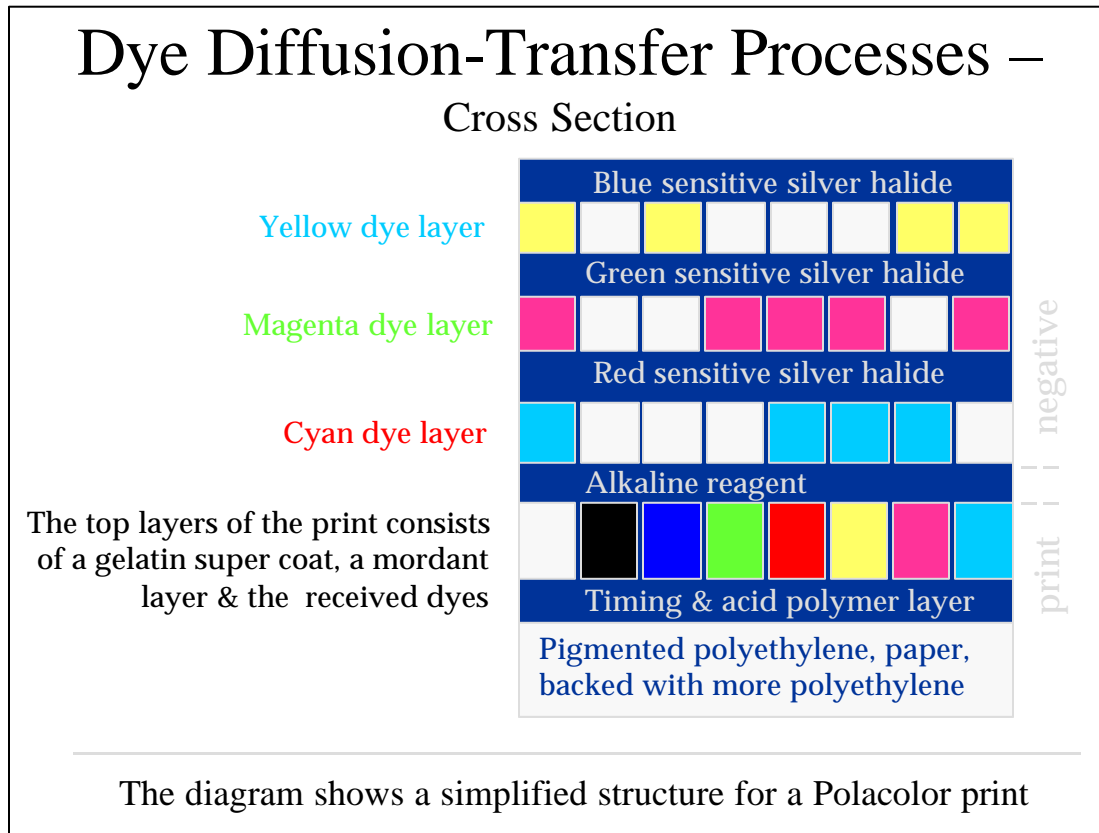 Dye Diffusion-Transfer Processes –
Cross Section
Blue sensitive silver halide
Yellow dye layer
Green sensitive silver halide
Magenta dye layer
Red sensitive silver halide
Cyan dye layer
negative
Alkaline reagent
The top layers of the print consists
of a gelatin super coat, a mordant
layer & the received dyes
print
Timing & acid polymer layer
Pigmented polyethylene, paper,
backed with more polyethylene
The diagram shows a simplified structure for a Polacolor print